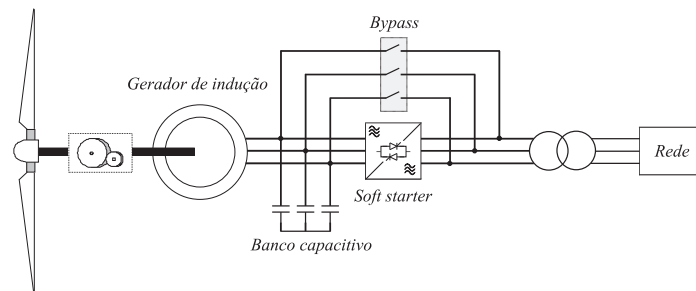 Bypass
Gerador de indução
Rede
Soft starter
Banco capacitivo